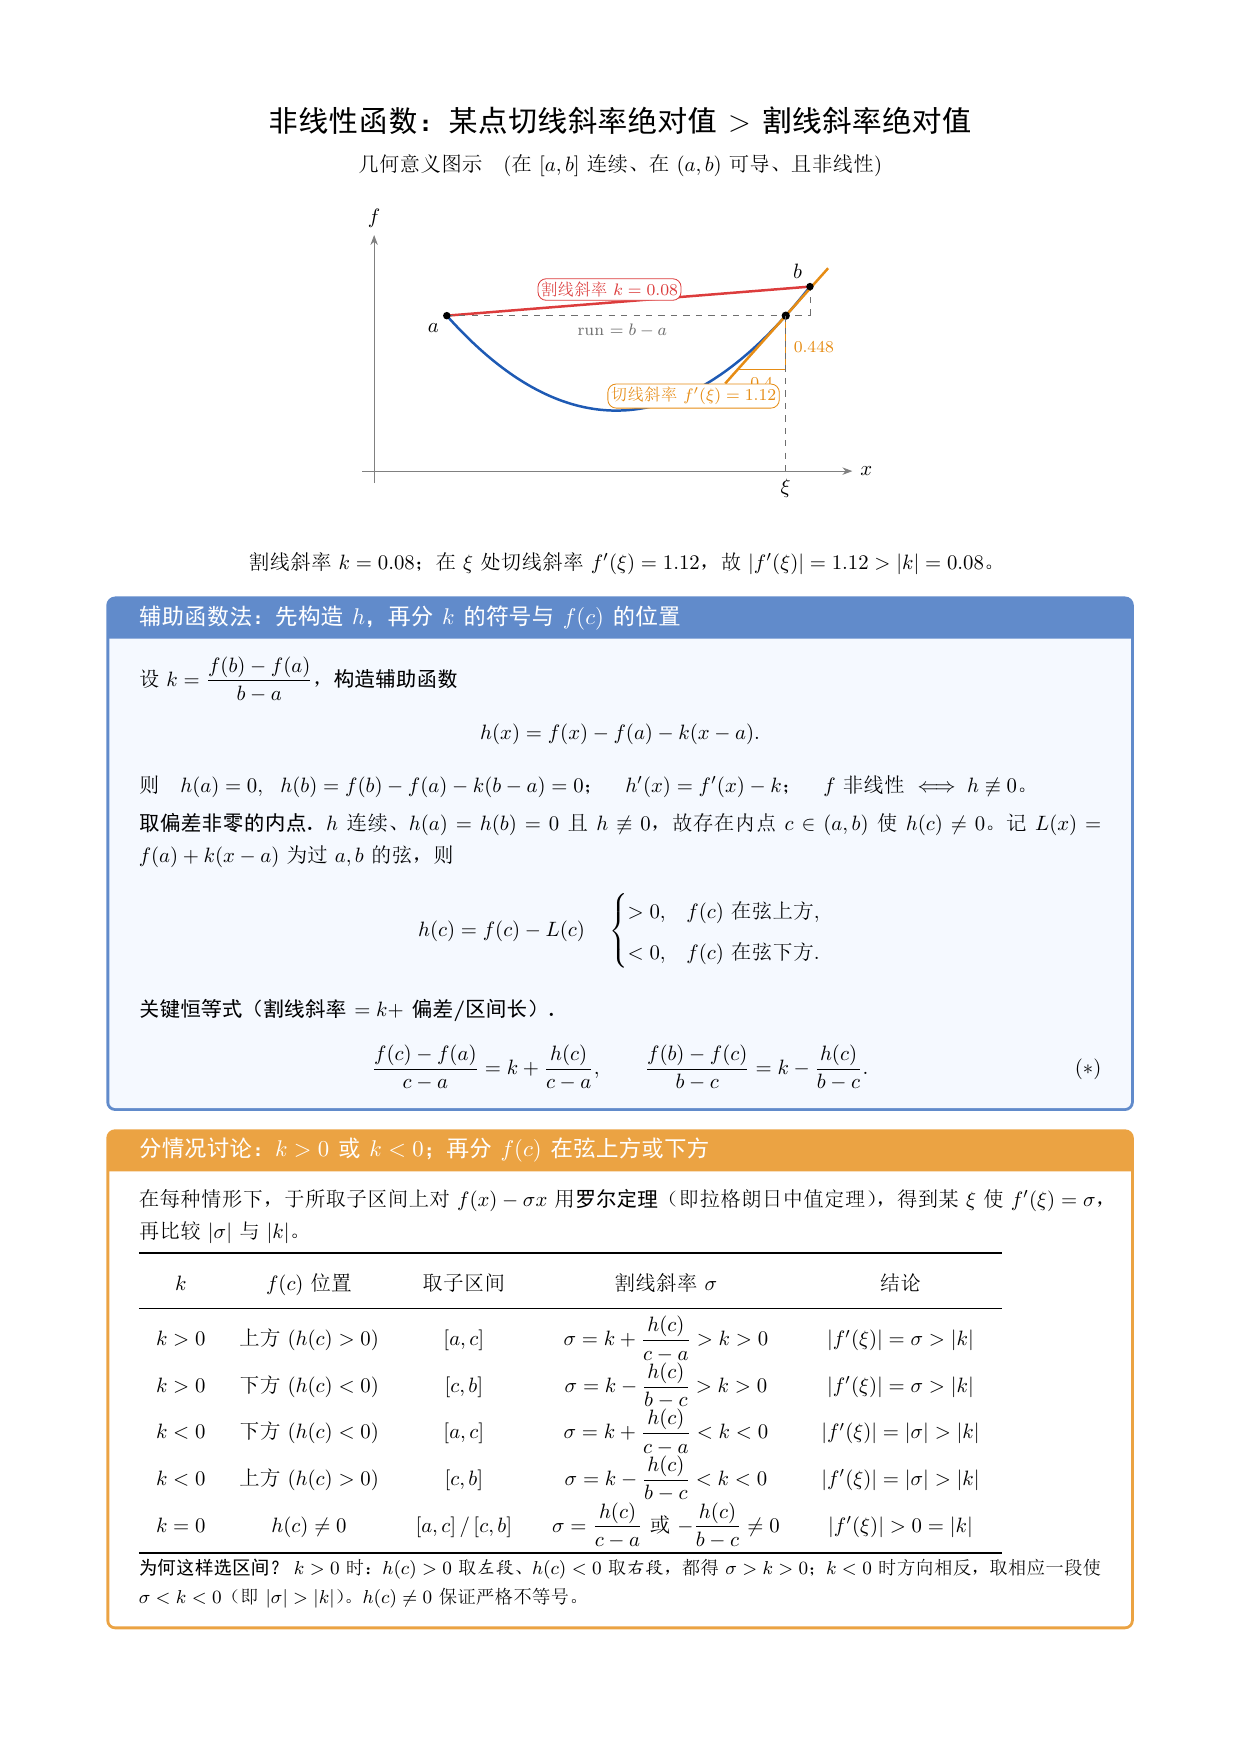 非线性函数：某点切线斜率绝对值 > 割线斜率绝对值
几何意义图示 (在 [a, b] 连续、在 (a, b) 可导、且非线性)
f
b
割线斜率 k = 0.08
a
run = b − a
0.448
0.4
切线斜率 f′(ξ) = 1.12
x
ξ
割线斜率 k = 0.08；在 ξ 处切线斜率 f′(ξ) = 1.12，故 |f′(ξ)| = 1.12 > |k| = 0.08。
辅助函数法：先构造 h，再分 k 的符号与 f(c) 的位置
设 k = \frac{f(b) − f(a)}{b − a}，构造辅助函数
h(x) = f(x) − f(a) − k(x − a).
则 h(a) = 0, h(b) = f(b) − f(a) − k(b − a) = 0； h′(x) = f′(x) − k； f 非线性 ⟺ h ≢ 0。
取偏差非零的内点. h 连续、h(a) = h(b) = 0 且 h ≢ 0，故存在内点 c ∈ (a, b) 使 h(c) ≠ 0。记 L(x) =
f(a) + k(x − a) 为过 a, b 的弦，则
h(c) = f(c) − L(c) { > 0, f(c) 在弦上方,
< 0, f(c) 在弦下方.
关键恒等式（割线斜率 = k+ 偏差/区间长）.
\frac{f(c) − f(a)}{c − a} = k + \frac{h(c)}{c − a}, \frac{f(b) − f(c)}{b − c} = k − \frac{h(c)}{b − c}. (∗)
分情况讨论：k > 0 或 k < 0；再分 f(c) 在弦上方或下方
在每种情形下，于所取子区间上对 f(x) − σx 用罗尔定理（即拉格朗日中值定理），得到某 ξ 使 f′(ξ) = σ，
再比较 |σ| 与 |k|。
k f(c) 位置 取子区间 割线斜率 σ 结论
k > 0 上方 (h(c) > 0) [a, c] σ = k + \frac{h(c)}{c − a} > k > 0 |f′(ξ)| = σ > |k|
k > 0 下方 (h(c) < 0) [c, b] σ = k − \frac{h(c)}{b − c} > k > 0 |f′(ξ)| = σ > |k|
k < 0 下方 (h(c) < 0) [a, c] σ = k + \frac{h(c)}{c − a} < k < 0 |f′(ξ)| = |σ| > |k|
k < 0 上方 (h(c) > 0) [c, b] σ = k − \frac{h(c)}{b − c} < k < 0 |f′(ξ)| = |σ| > |k|
k = 0 h(c) ≠ 0 [a, c] / [c, b] σ = \frac{h(c)}{c − a} 或 −\frac{h(c)}{b − c} ≠ 0 |f′(ξ)| > 0 = |k|
为何这样选区间？ k > 0 时：h(c) > 0 取左段、h(c) < 0 取右段，都得 σ > k > 0；k < 0 时方向相反，取相应一段使
σ < k < 0（即 |σ| > |k|）。h(c) ≠ 0 保证严格不等号。